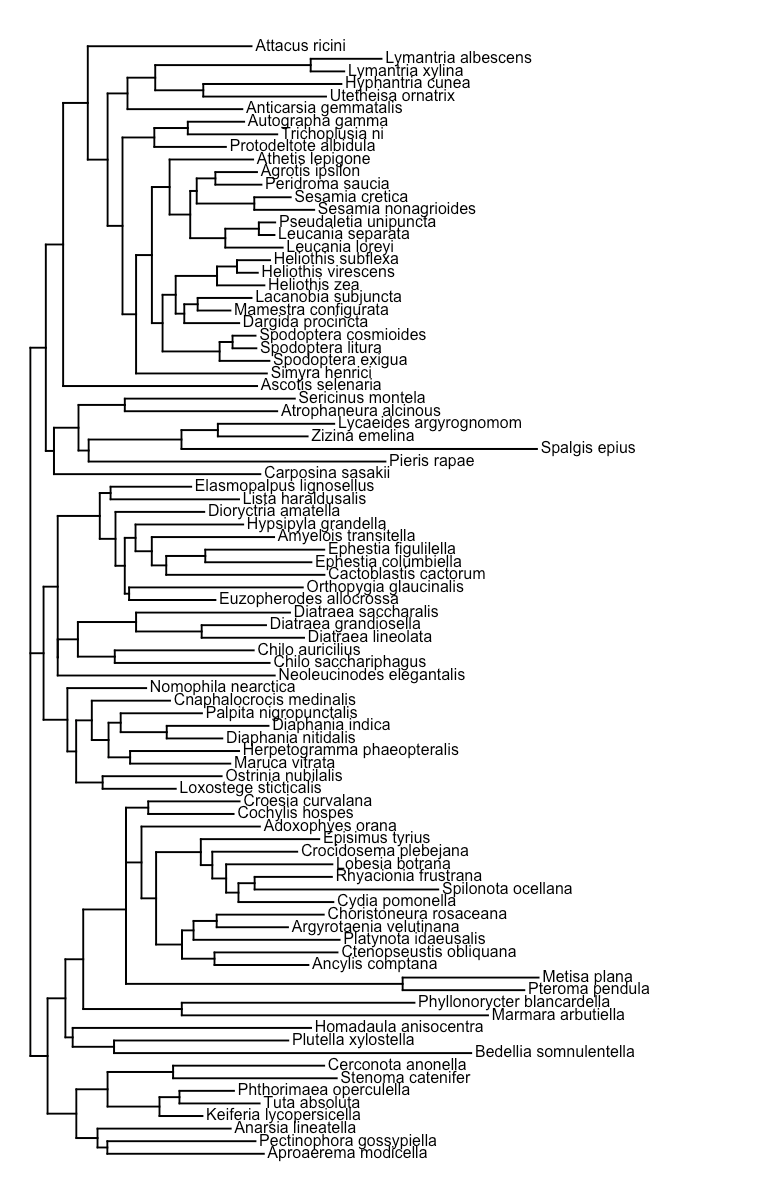 Attacus ricini
Lymantria albescens
Lymantria xylina
Hyphantria cunea
Utetheisa ornatrix
Anticarsia gemmatalis
Autographa gamma
Trichoplusia ni
Protodeltote albidula
Athetis lepigone
Agrotis ipsilon
Peridroma saucia
Sesamia cretica
Sesamia nonagrioides
Pseudaletia unipuncta
Leucania separata
Leucania loreyi
Heliothis subflexa
Heliothis virescens
Heliothis zea
Lacanobia subjuncta
Mamestra configurata
Dargida procincta
Spodoptera cosmioides
Spodoptera litura
Spodoptera exigua
Simyra henrici
Ascotis selenaria
Sericinus montela
Atrophaneura alcinous
Lycaeides argyrognomom
Zizina emelina
Spalgis epius
Pieris rapae
Carposina sasakii
Elasmopalpus lignosellus
Lista haraldusalis
Dioryctria amatella
Hypsipyla grandella
Amyelois transitella
Ephestia figulilella
Ephestia columbiella
Cactoblastis cactorum
Orthopygia glaucinalis
Euzopherodes allocrossa
Diatraea saccharalis
Diatraea grandiosella
Diatraea lineolata
Chilo auricilius
Chilo sacchariphagus
Neoleucinodes elegantalis
Nomophila nearctica
Cnaphalocrocis medinalis
Palpita nigropunctalis
Diaphania indica
Diaphania nitidalis
Herpetogramma phaeopteralis
Maruca vitrata
Ostrinia nubilalis
Loxostege sticticalis
Croesia curvalana
Cochylis hospes
Adoxophyes orana
Episimus tyrius
Crocidosema plebejana
Lobesia botrana
Rhyacionia frustrana
Spilonota ocellana
Cydia pomonella
Choristoneura rosaceana
Argyrotaenia velutinana
Platynota idaeusalis
Ctenopseustis obliquana
Ancylis comptana
Metisa plana
Pteroma pendula
Phyllonorycter blancardella
Marmara arbutiella
Homadaula anisocentra
Plutella xylostella
Bedellia somnulentella
Cerconota anonella
Stenoma catenifer
Phthorimaea operculella
Tuta absoluta
Keiferia lycopersicella
Anarsia lineatella
Pectinophora gossypiella
Aproaerema modicella